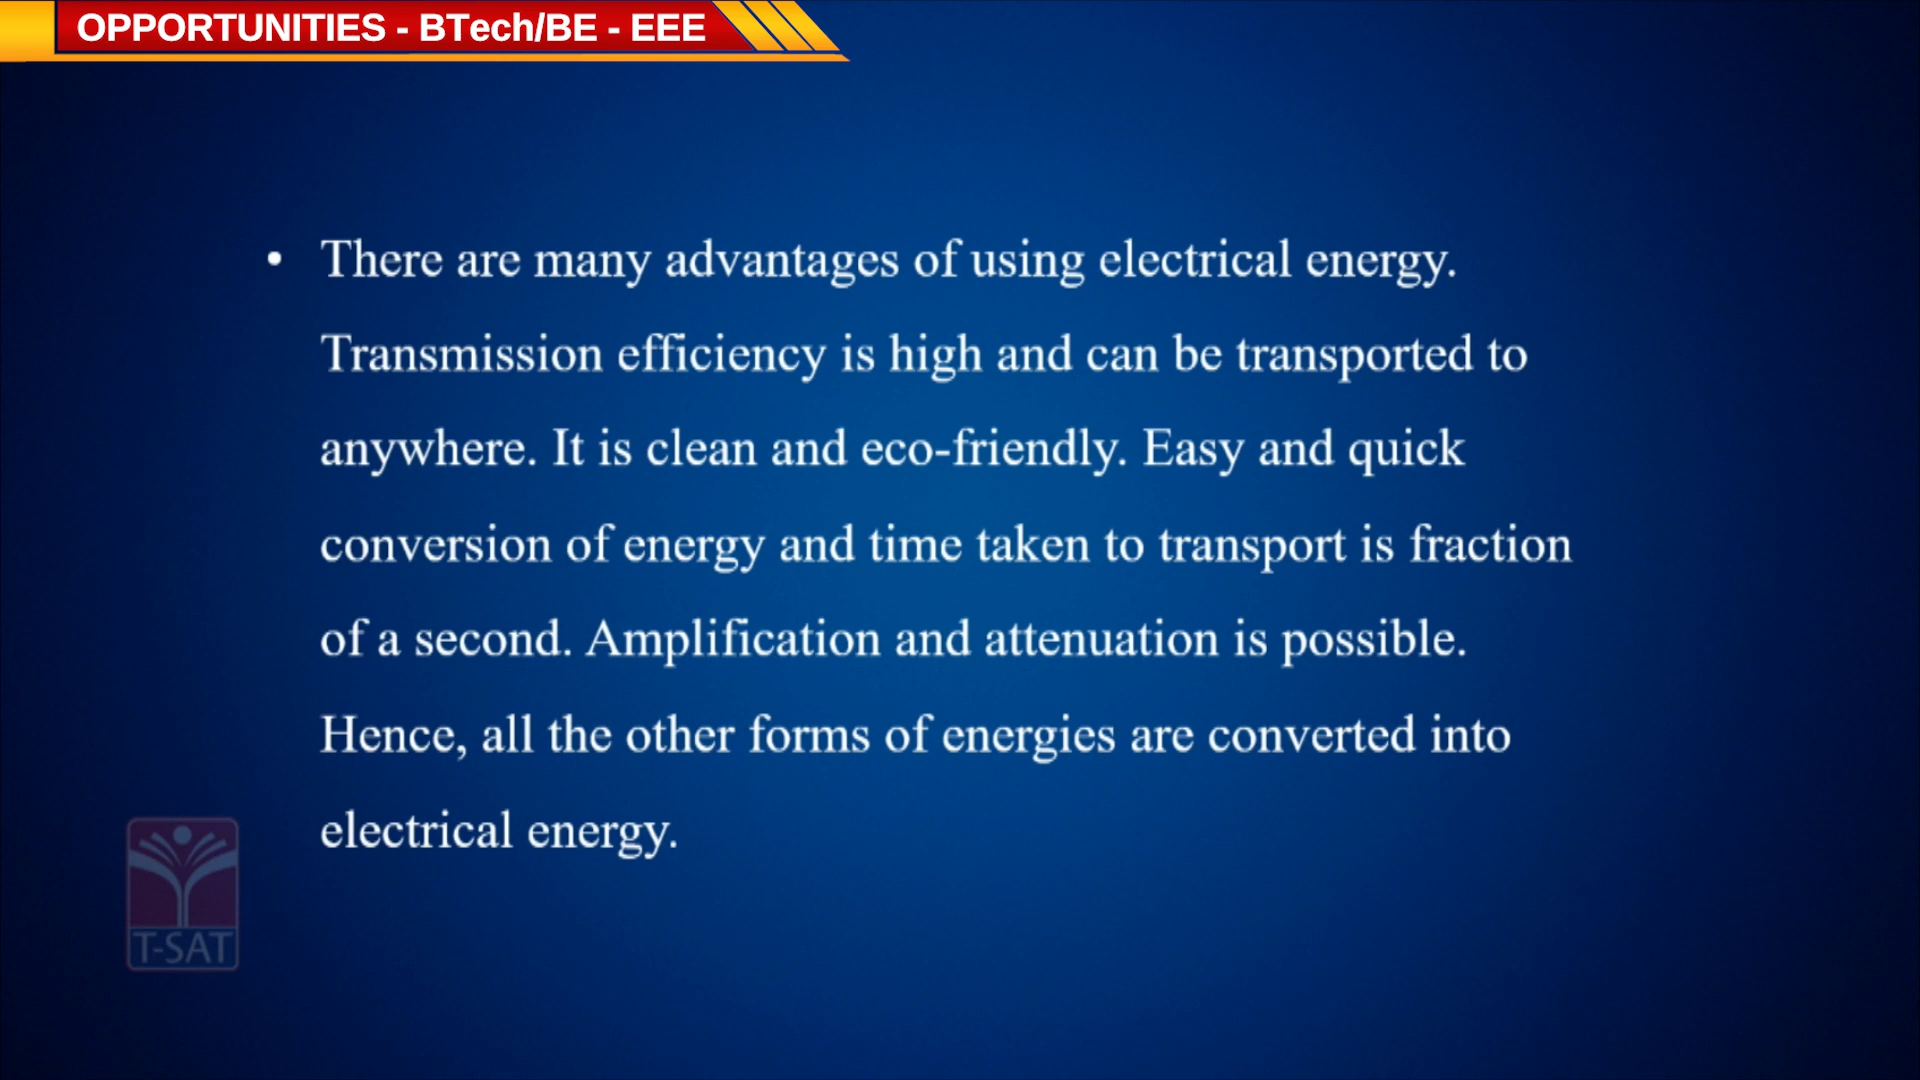 OPPORTUNITIES - BTech/BE - EEE
• There are many advantages of using electrical energy.
Transmission efficiency is high and can be transported to
anywhere. It is clean and eco-friendly. Easy and quick
conversion of energy and time taken to transport is fraction
of a second. Amplification and attenuation is possible.
Hence, all the other forms of energies are converted into
electrical energy.
T-SAT